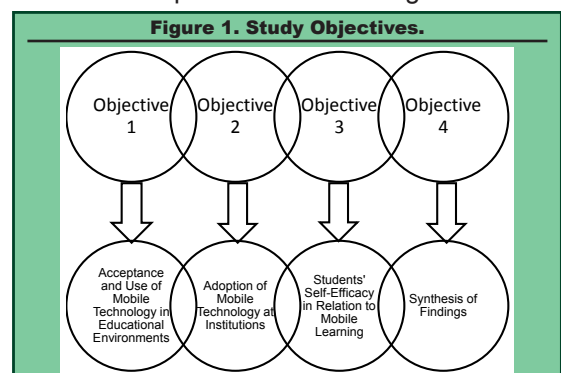 Figure 1. Study Objectives.
Objective
1
Objective
2
Objective
3
Objective
4
Acceptance
and Use of
Mobile
Technology in
Educational
Environments
Adoption of
Mobile
Technology at
Institutions
Students'
Self-Efficacy
in Relation to
Mobile
Learning
Synthesis of
Findings